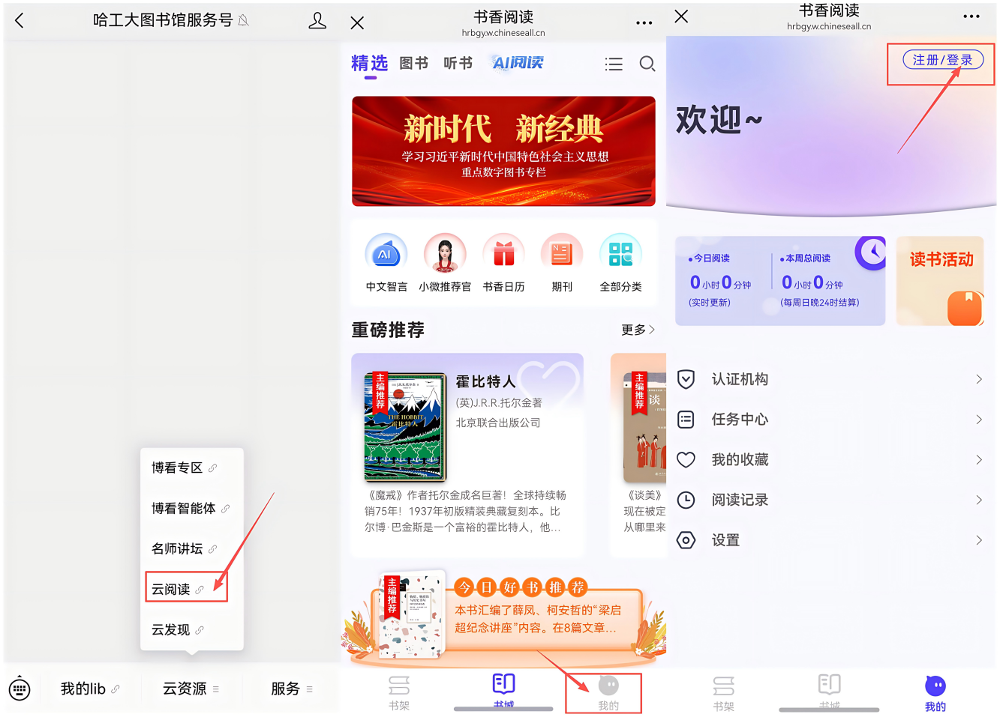 哈工大图书馆服务号
博看专区
博看智能体
名师讲坛
云阅读
云发现
我的lib
云资源
服务
书香阅读
hrbgy.w.chineseall.cn
精选
图书
听书
AI阅读
新时代 新经典
学习习近平新时代中国特色社会主义思想
重点数字图书专栏
AI
中文智言
小微推荐官
书香日历
期刊
全部分类
重磅推荐
更多
主编推荐
THE HOBBIT
霍比特人
霍比特人
(英)J.R.R.托尔金著
北京联合出版公司
《魔戒》作者托尔金成名巨著！全球持续畅
销75年！1937年初版精装典藏复刻本。比
尔博·巴金斯是一个富裕的霍比特人，他...
主编推荐
谈
《谈美》
现在被定
从哪里来
主编推荐
今日好书推荐
本书汇编了薛凤、柯安哲的“梁启
超纪念讲座”内容。在8篇文章...
书架
书城
我的
书香阅读
hrbgy.w.chineseall.cn
注册/登录
欢迎~
今日阅读
0小时0分钟
(实时更新)
本周总阅读
0小时0分钟
(每周日晚24时结算)
读书活动
认证机构
任务中心
我的收藏
阅读记录
设置
书架
书城
我的